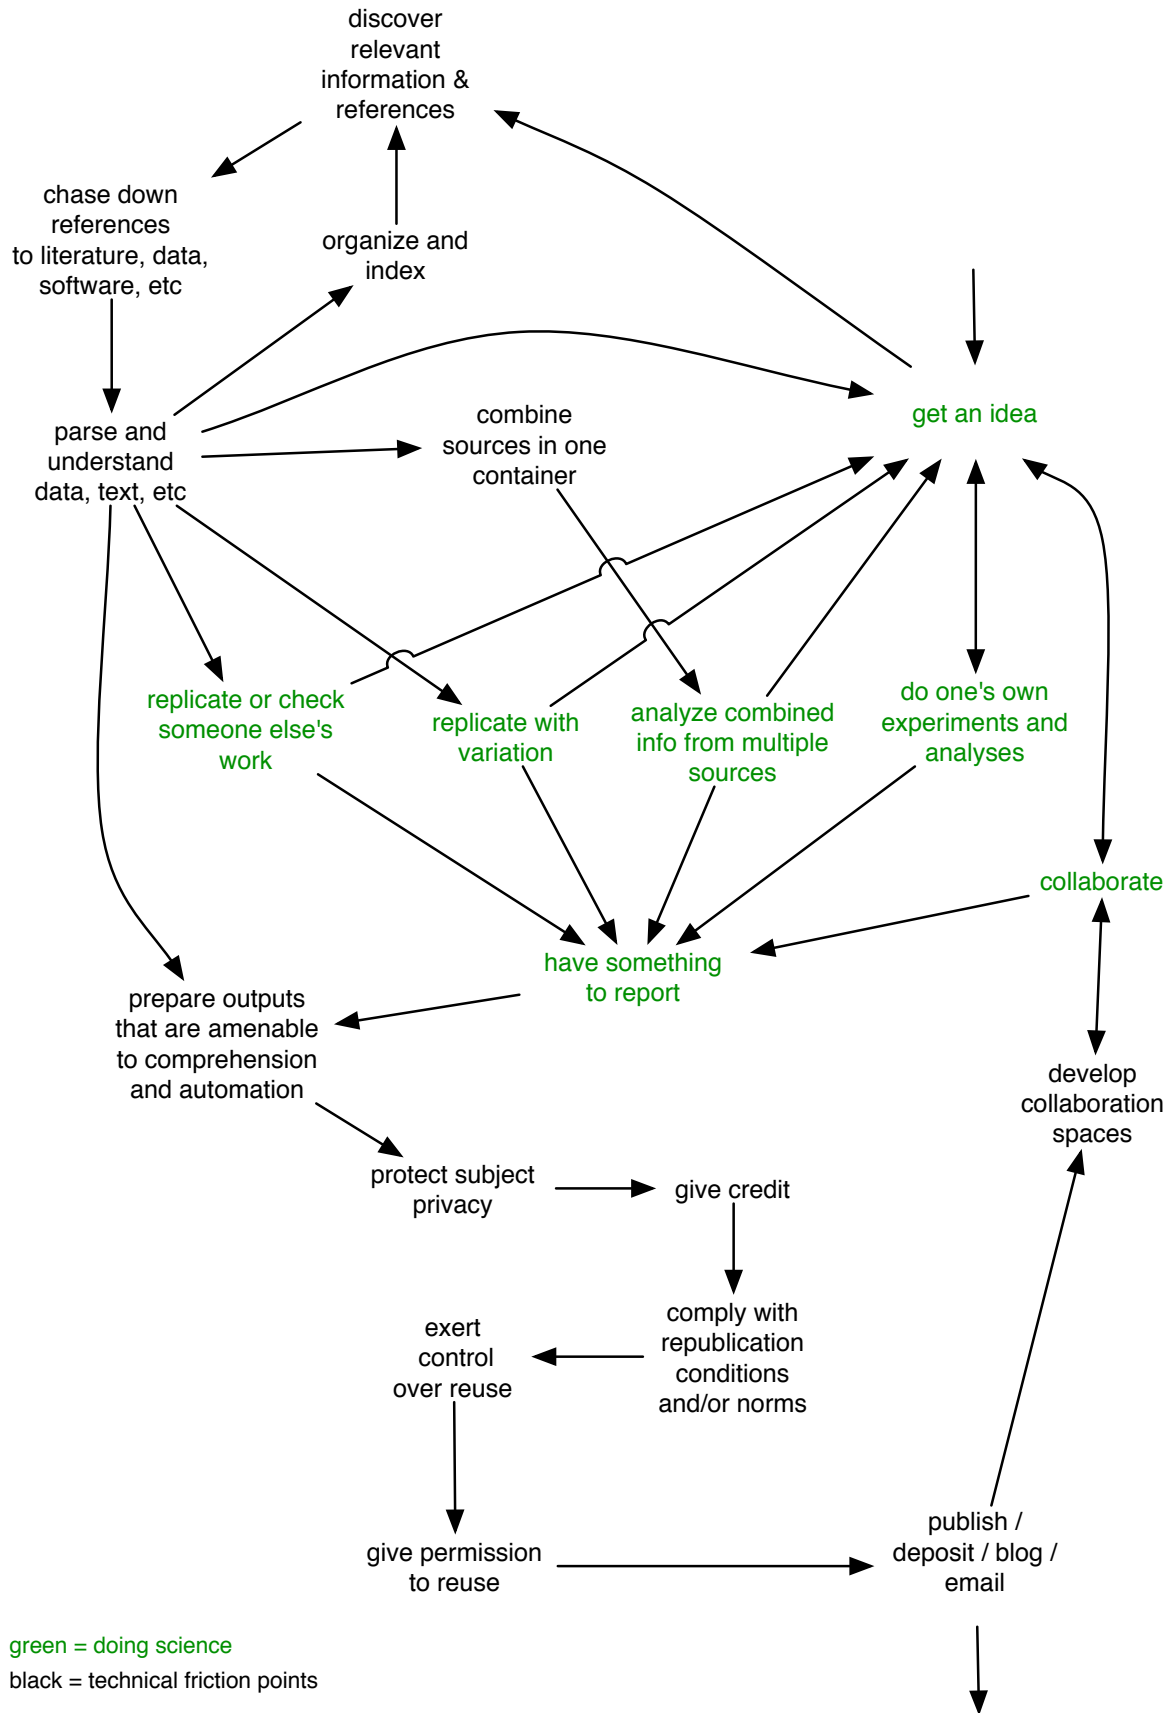 discover
relevant
information &
references
chase down
references
to literature, data,
software, etc
organize and
index
get an idea
parse and
understand
data, text, etc
combine
sources in one
container
replicate or check
someone else's
work
replicate with
variation
analyze combined
info from multiple
sources
do one's own
experiments and
analyses
collaborate
have something
to report
prepare outputs
that are amenable
to comprehension
and automation
develop
collaboration
spaces
protect subject
privacy
give credit
comply with
republication
conditions
and/or norms
exert
control
over reuse
give permission
to reuse
publish /
deposit / blog /
email
green = doing science
black = technical friction points